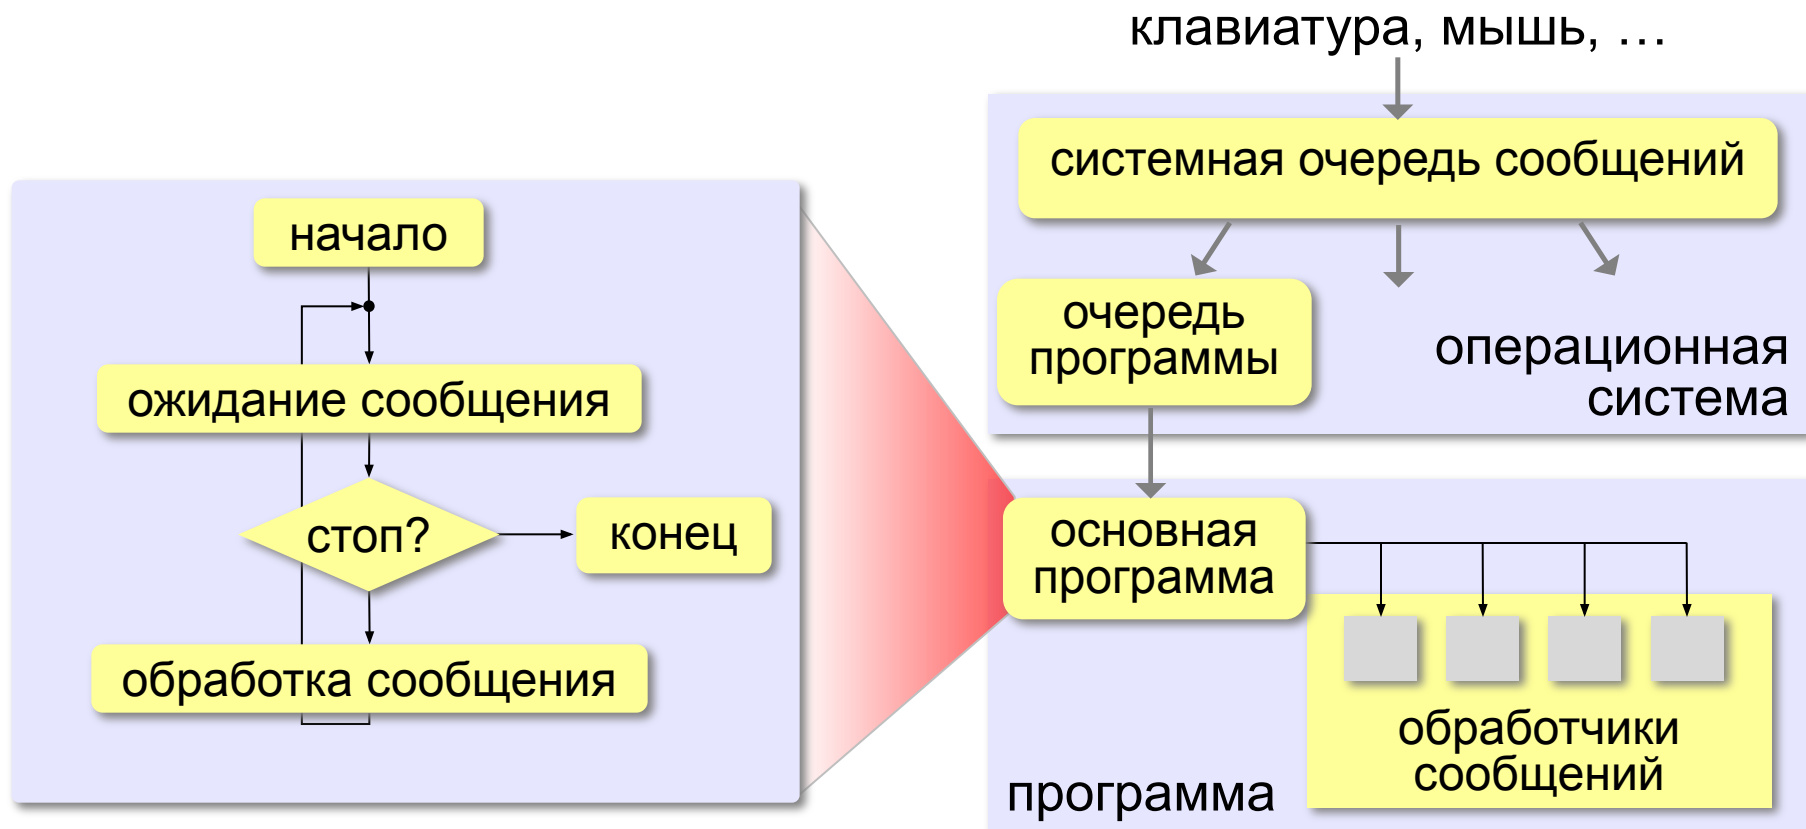 клавиатура, мышь, …
системная очередь сообщений
начало
очередь
программы
операционная
система
ожидание сообщения
стоп?
конец
основная
программа
обработка сообщения
обработчики
сообщений
программа